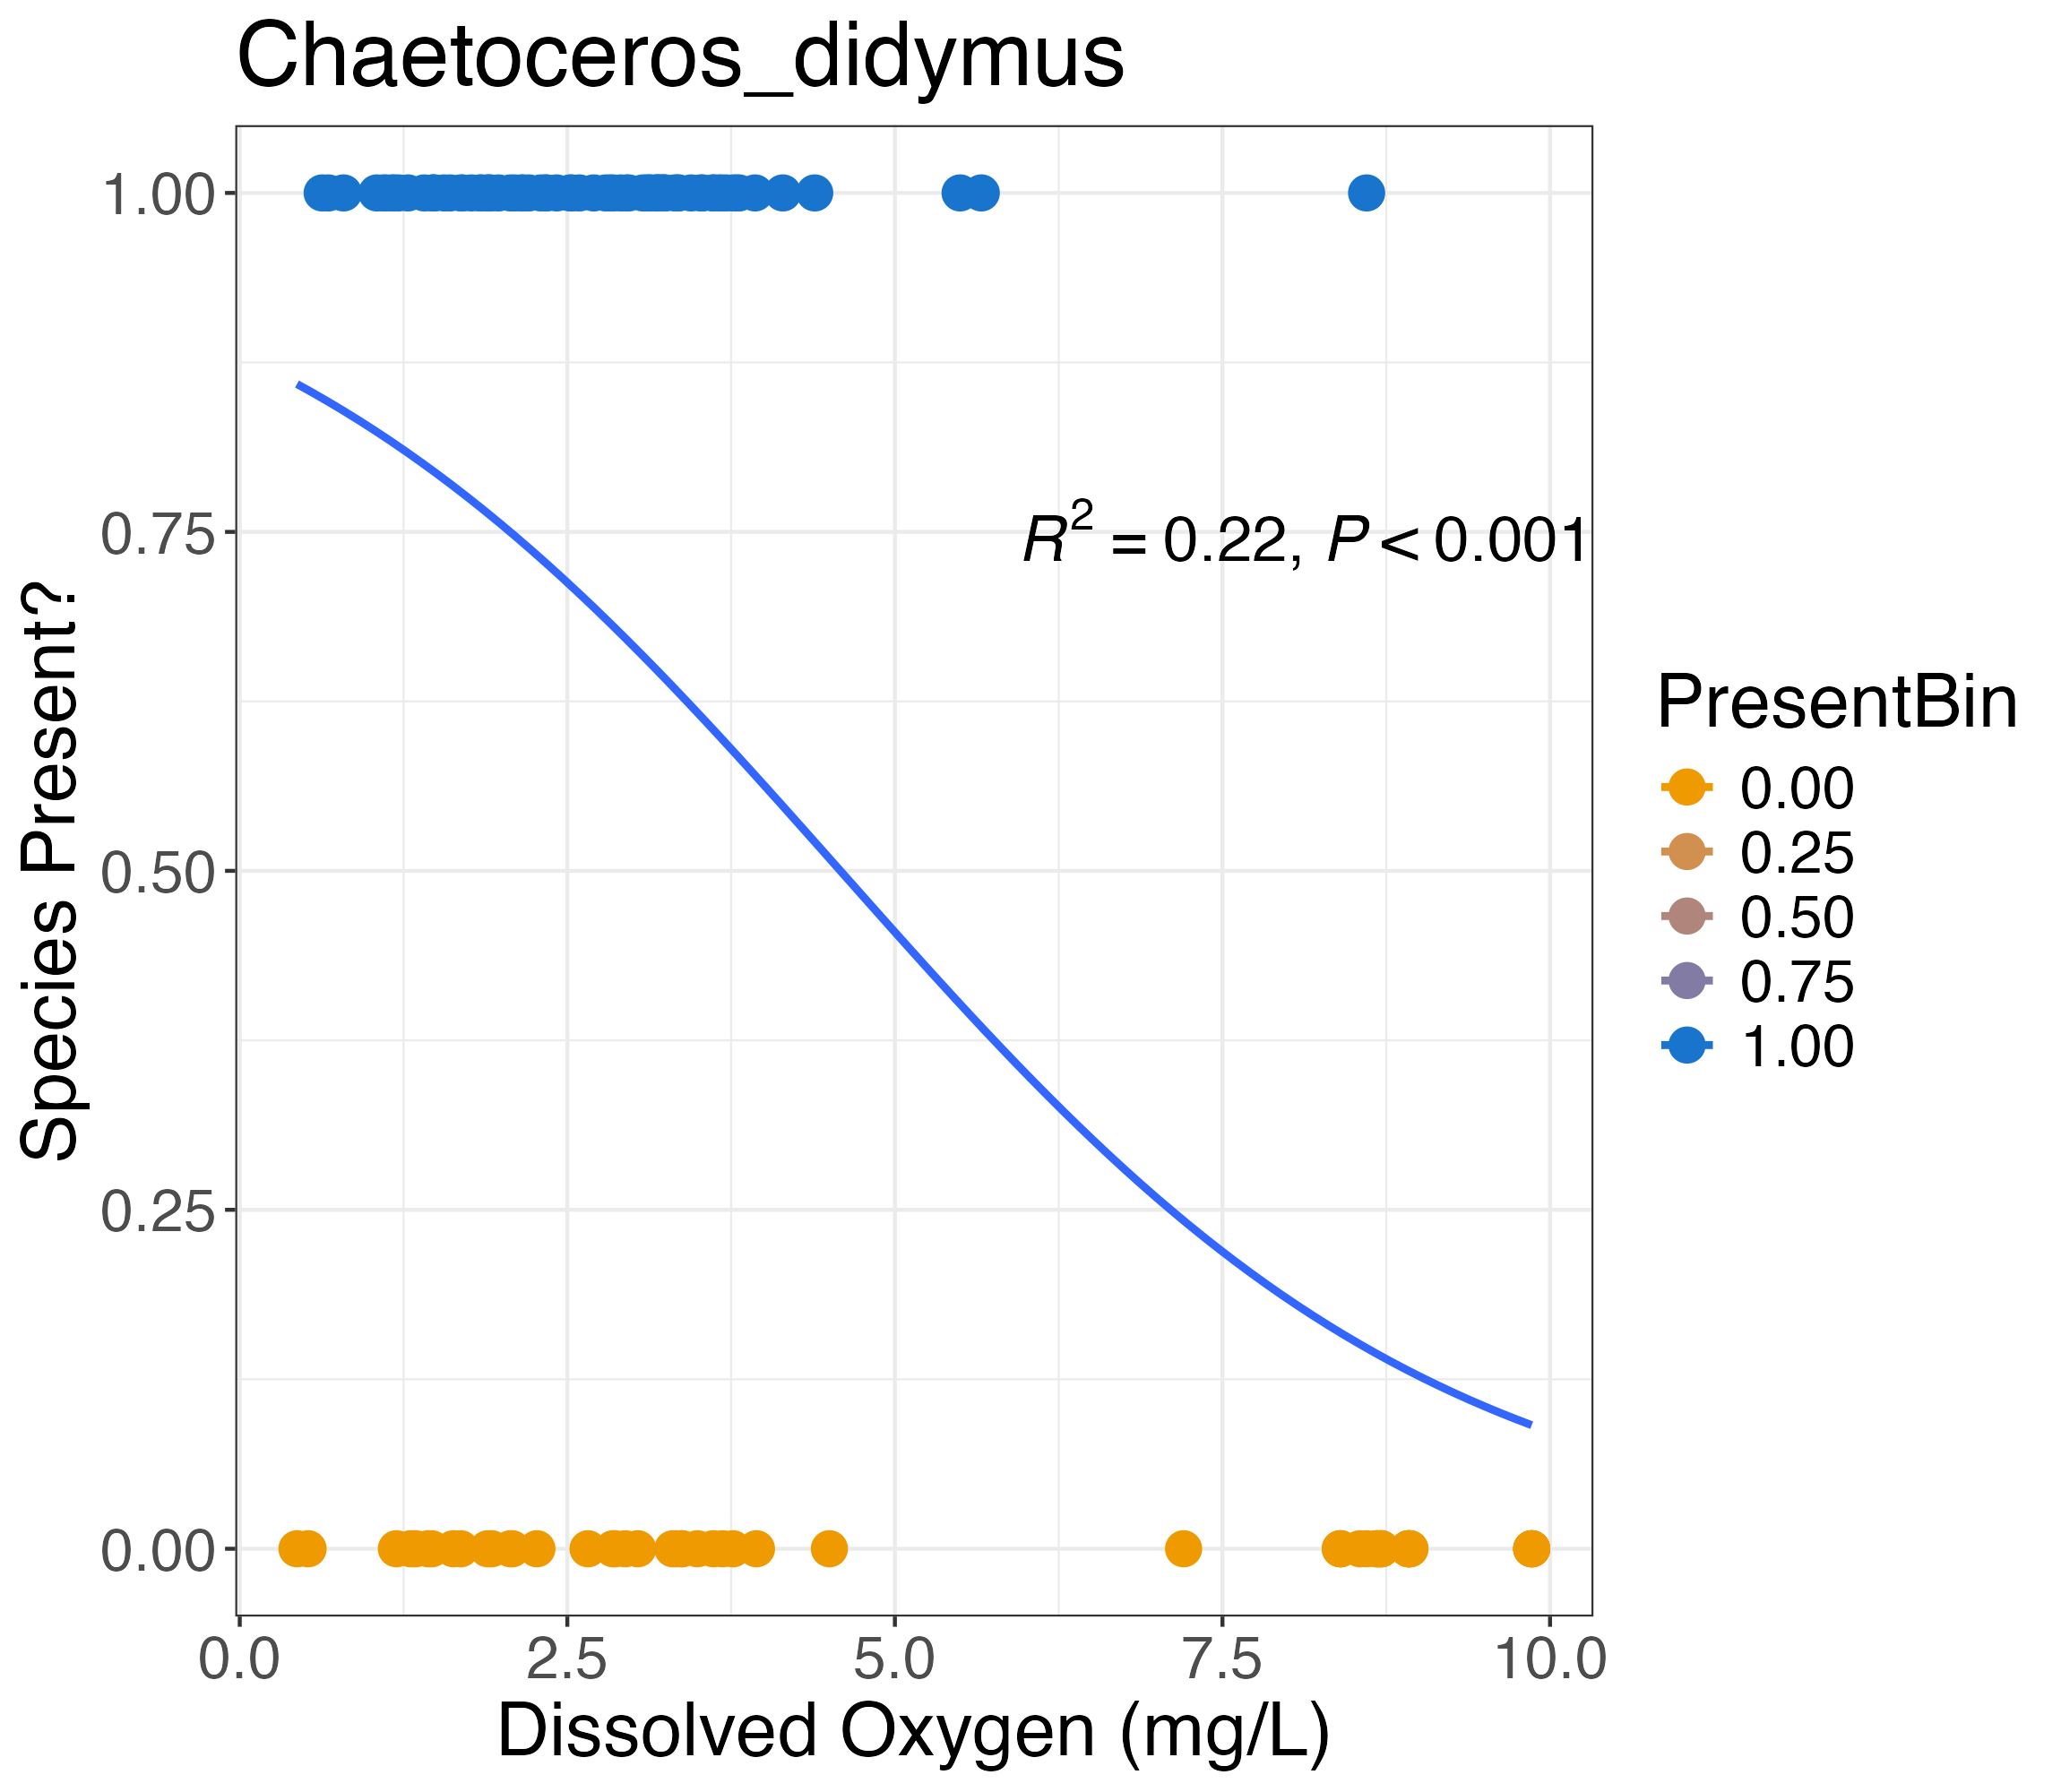 Chaetoceros_didymus
1.00
0.75
0.50
0.25
0.00
Species Present?
R² = 0.22, P < 0.001
0.0 2.5 5.0 7.5 10.0
Dissolved Oxygen (mg/L)
PresentBin
0.00
0.25
0.50
0.75
1.00